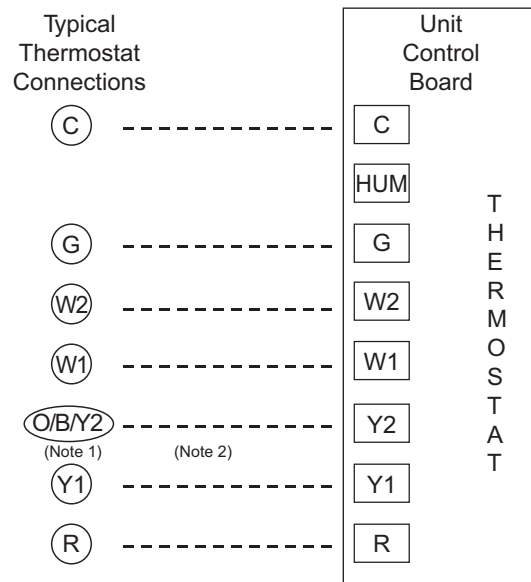 Typical
Thermostat
Connections
Unit
Control
Board
C C
HUM
G G
W2 W2
W1 W1
O/B/Y2 Y2
(Note 1) (Note 2)
Y1 Y1
R R
THERMOSTAT